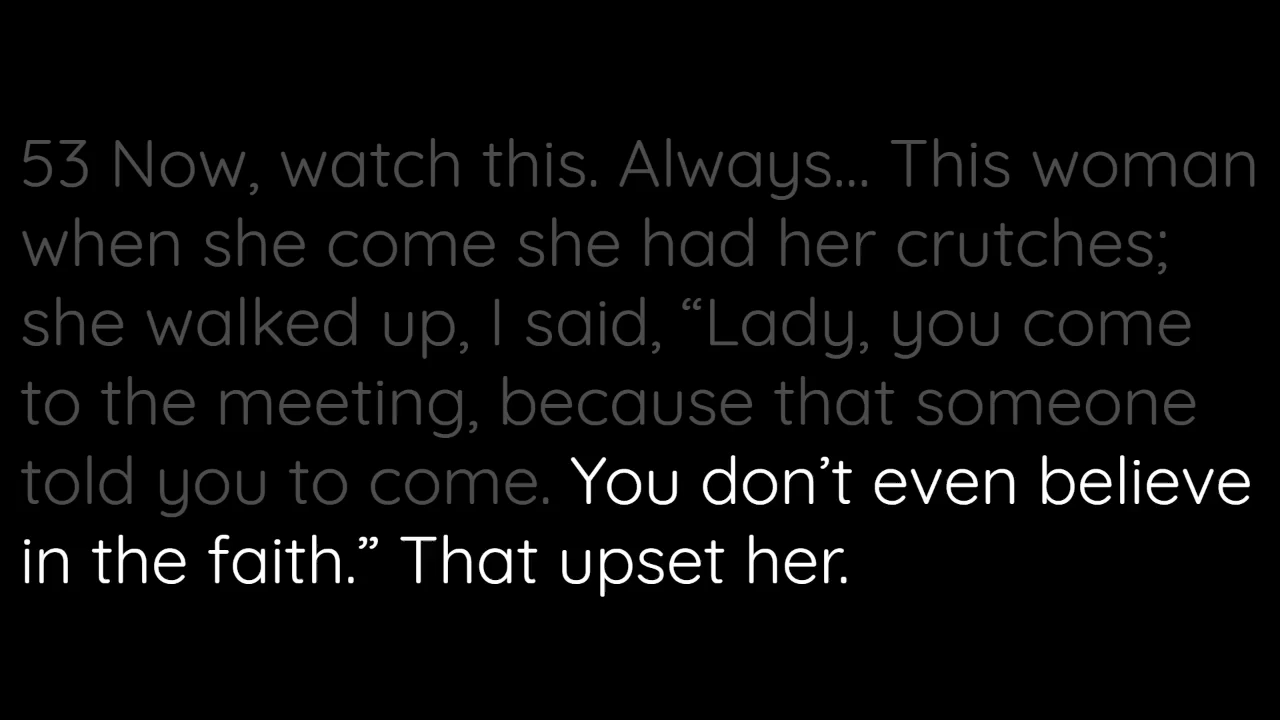 53 Now, watch this. Always... This woman
when she come she had her crutches;
she walked up, I said, “Lady, you come
to the meeting, because that someone
told you to come. You don’t even believe
in the faith.” That upset her.